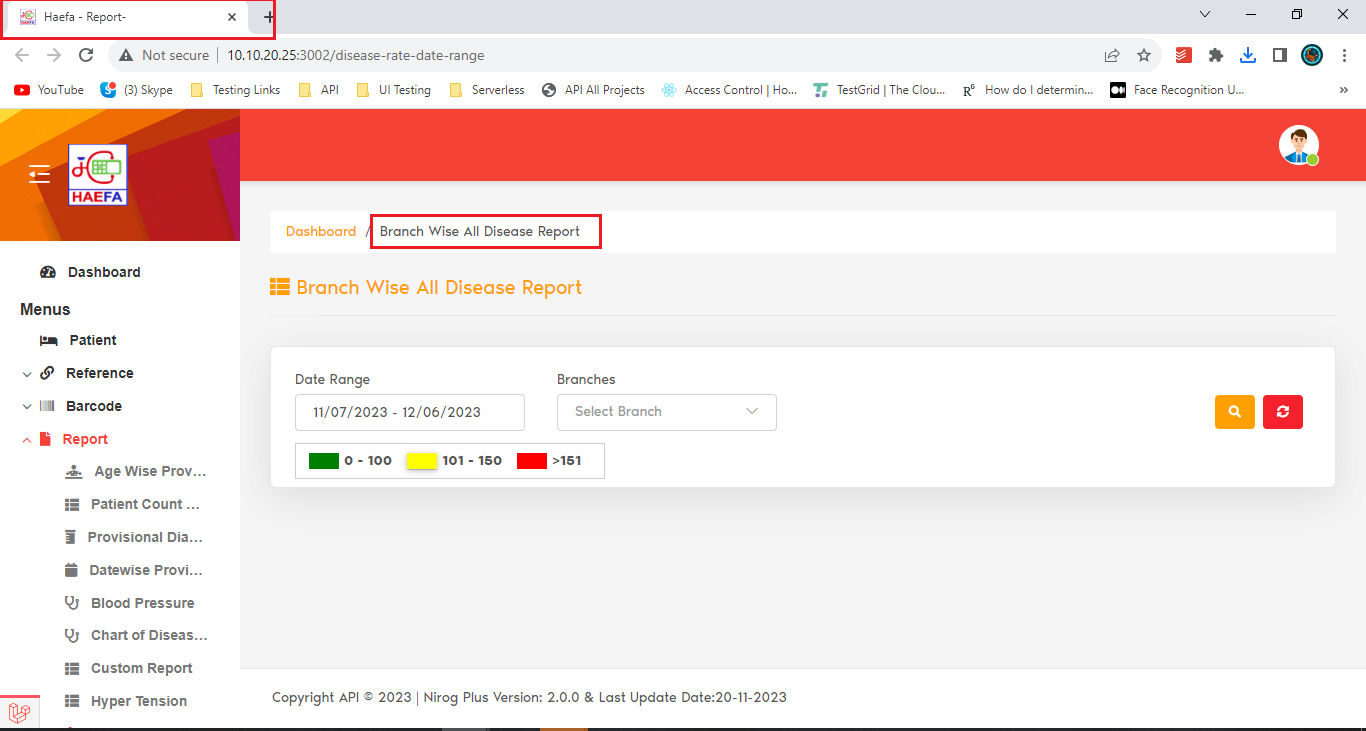 Haefa - Report-
Not secure | 10.10.20.25:3002/disease-rate-date-range
YouTube (3) Skype Testing Links API UI Testing Serverless API All Projects Access Control | Ho... TestGrid | The Clou... R⁶ How do I determin... Face Recognition U... »
HAEFA
Dashboard / Branch Wise All Disease Report
Branch Wise All Disease Report
Dashboard
Menus
Patient
Reference
Barcode
Report
Age Wise Prov...
Patient Count ...
Provisional Dia...
Datewise Provi...
Blood Pressure
Chart of Diseas...
Custom Report
Hyper Tension
Date Range Branches
11/07/2023 - 12/06/2023 Select Branch
0 - 100 101 - 150 >151
Copyright API © 2023 | Nirog Plus Version: 2.0.0 & Last Update Date:20-11-2023